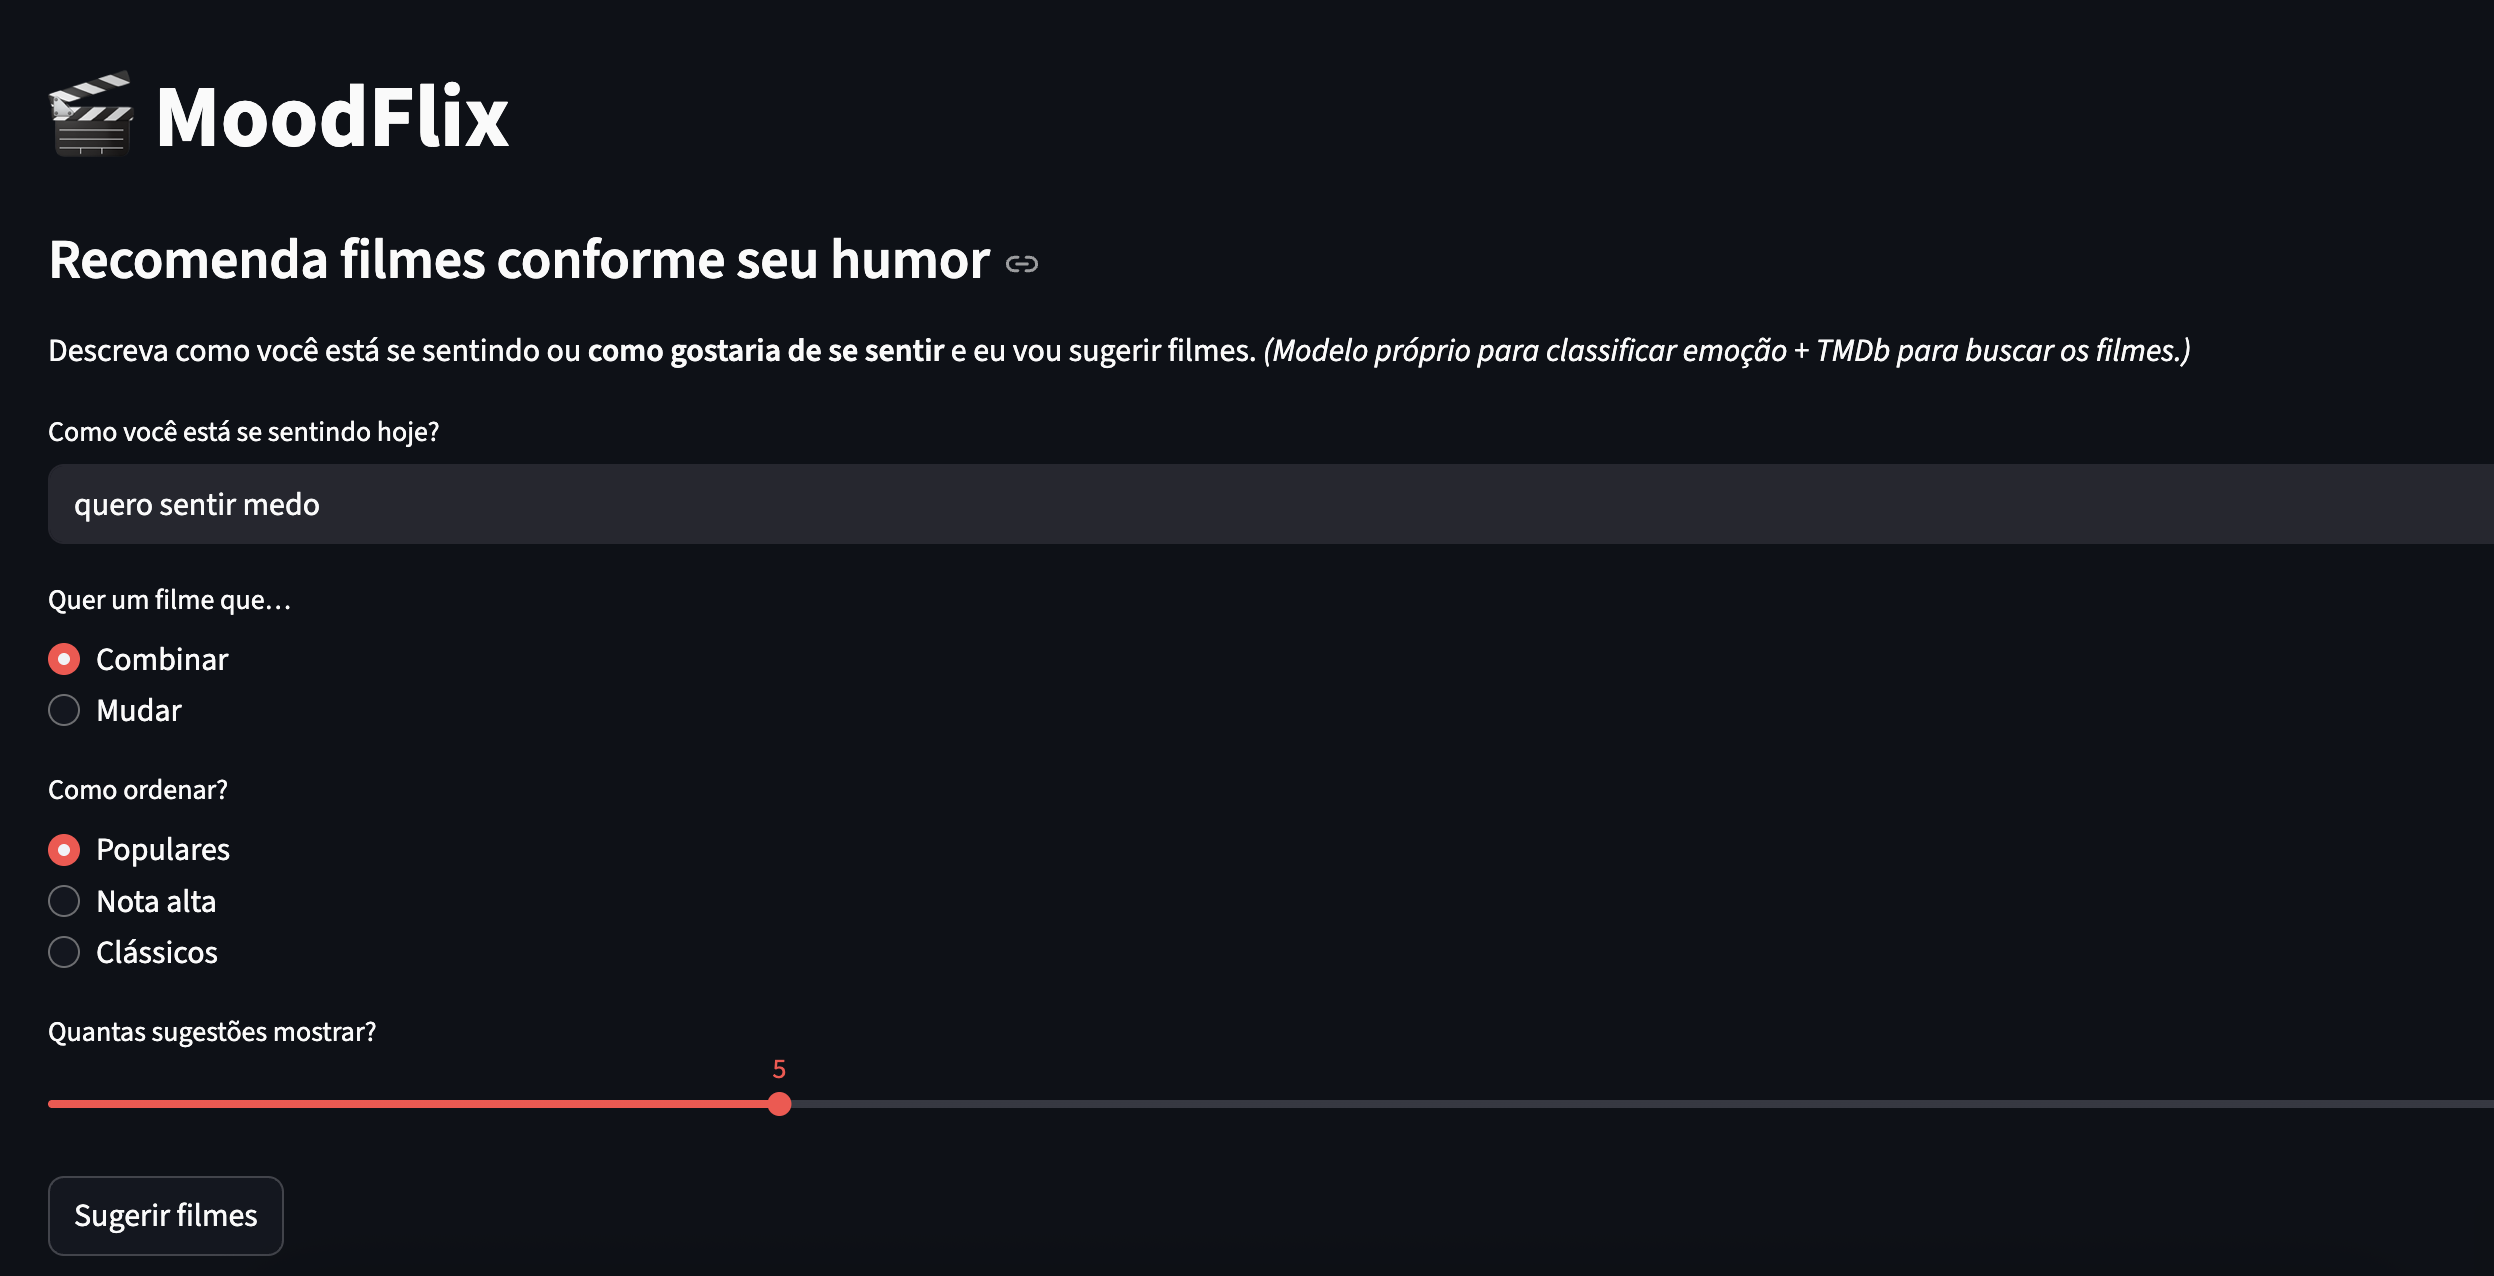 MoodFlix
Recomenda filmes conforme seu humor
Descreva como você está se sentindo ou como gostaria de se sentir e eu vou sugerir filmes. (Modelo próprio para classificar emoção + TMDb para buscar os filmes.)
Como você está se sentindo hoje?
quero sentir medo
Quer um filme que...
Combinar
Mudar
Como ordenar?
Populares
Nota alta
Clássicos
Quantas sugestões mostrar?
5
Sugerir filmes